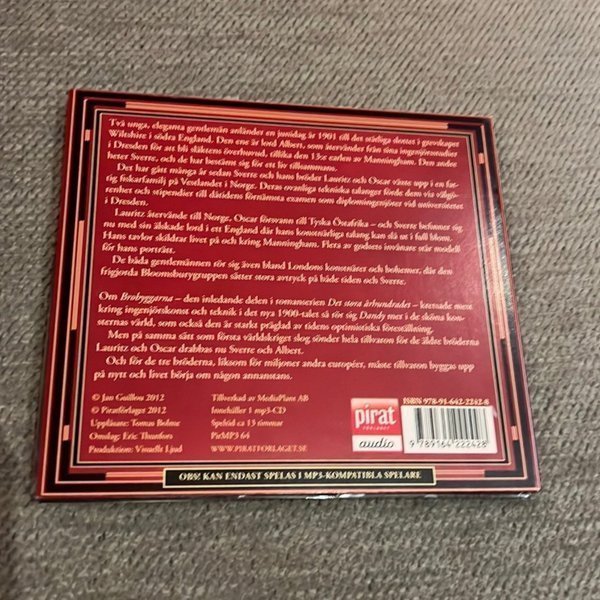 Två unga, eleganta gentlemän anländer en junidag år 1901 till det ståtliga slottet i grevskapet
Wiltshire i södra England. Den ene är lord Albert, som återvänder från sina ingenjörsstudier
i Dresden för att bli släktens överhuvud, tillika den 13:e earlen av Manningham. Den andre
heter Sverre, och de har bestämt sig för ett liv tillsammans.
Det har gått många år sedan Sverre och hans bröder Lauritz och Oscar växte upp i en fat-
tig fiskarfamilj på Vestlandet i Norge. Deras ovanliga tekniska talanger förde dem via välgö-
renhet och stipendier till dåtidens förnämsta examen som diplomingenjörer vid universitetet
i Dresden.
Lauritz återvände till Norge, Oscar försvann till Tyska Östafrika – och Sverre befinner sig
nu med sin älskade lord i ett England där hans konstnärliga talang kan slå ut i full blom.
Hans tavlor skildrar livet på och kring Manningham. Flera av godsets invånare står modell
för hans porträtt.
De båda gentlemännen rör sig även bland Londons konstnärer och bohemer, där den
frigjorda Bloomsburygruppen sätter stora avtryck på både tiden och Sverre.
Om Brobyggarna – den inledande delen i romanserien Det stora århundradet – kretsade mest
kring ingenjörskonst och teknik i det nya 1900-talet så rör sig Dandy mer i de sköna kon-
sternas värld, som också den är starkt präglad av tidens optimistiska föreställning.
Men på samma sätt som första världskriget slog sönder hela tillvaron för de äldre bröderna
Lauritz och Oscar drabbas nu Sverre och Albert.
Och för de tre bröderna, liksom för miljoner andra européer, måste tillvaron byggas upp
på nytt och livet börja om någon annanstans.
© Jan Guillou 2012
© Piratförlaget 2012
Uppläsare: Tomas Bolme
Omslag: Eric Thunfors
Produktion: Visuellt Ljud
Tillverkad av MediaPlant AB
Innehåller 1 mp3-CD
Speltid ca 13 timmar
PirMP3 64
WWW.PIRATFORLAGET.SE
pirat
FÖRLAGET
audio
ISBN 978-91-642-2242-8
9 789164 222428
OBS! KAN ENDAST SPELAS I MP3-KOMPATIBLA SPELARE